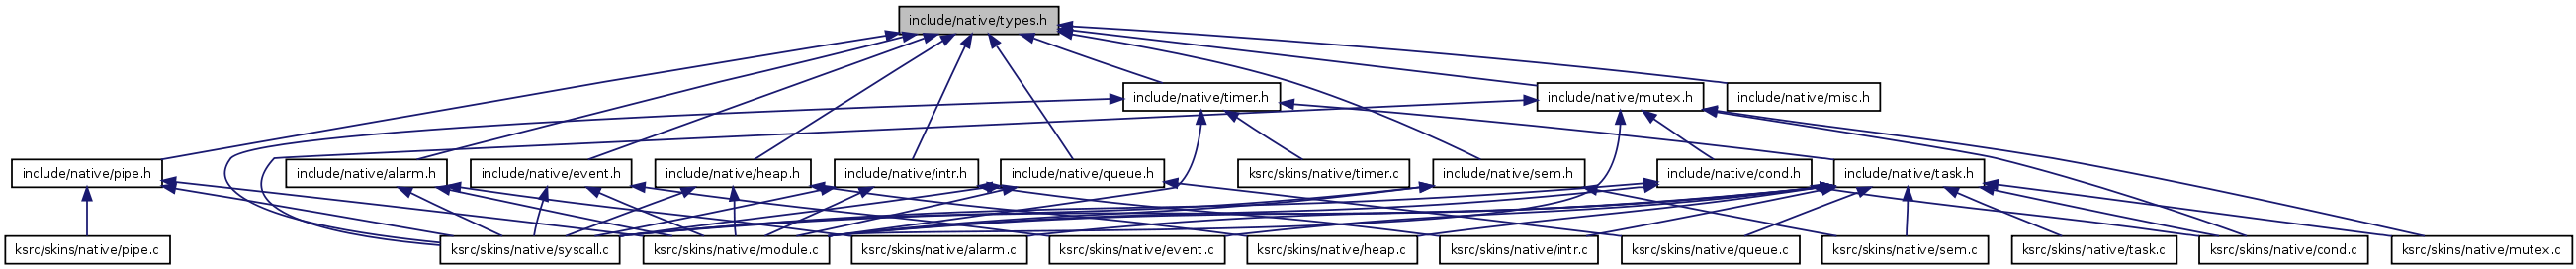 include/native/types.h
include/native/timer.h
include/native/mutex.h
include/native/misc.h
include/native/pipe.h
include/native/alarm.h
include/native/event.h
include/native/heap.h
include/native/intr.h
include/native/queue.h
ksrc/skins/native/timer.c
include/native/sem.h
include/native/cond.h
include/native/task.h
ksrc/skins/native/pipe.c
ksrc/skins/native/syscall.c
ksrc/skins/native/module.c
ksrc/skins/native/alarm.c
ksrc/skins/native/event.c
ksrc/skins/native/heap.c
ksrc/skins/native/intr.c
ksrc/skins/native/queue.c
ksrc/skins/native/sem.c
ksrc/skins/native/task.c
ksrc/skins/native/cond.c
ksrc/skins/native/mutex.c